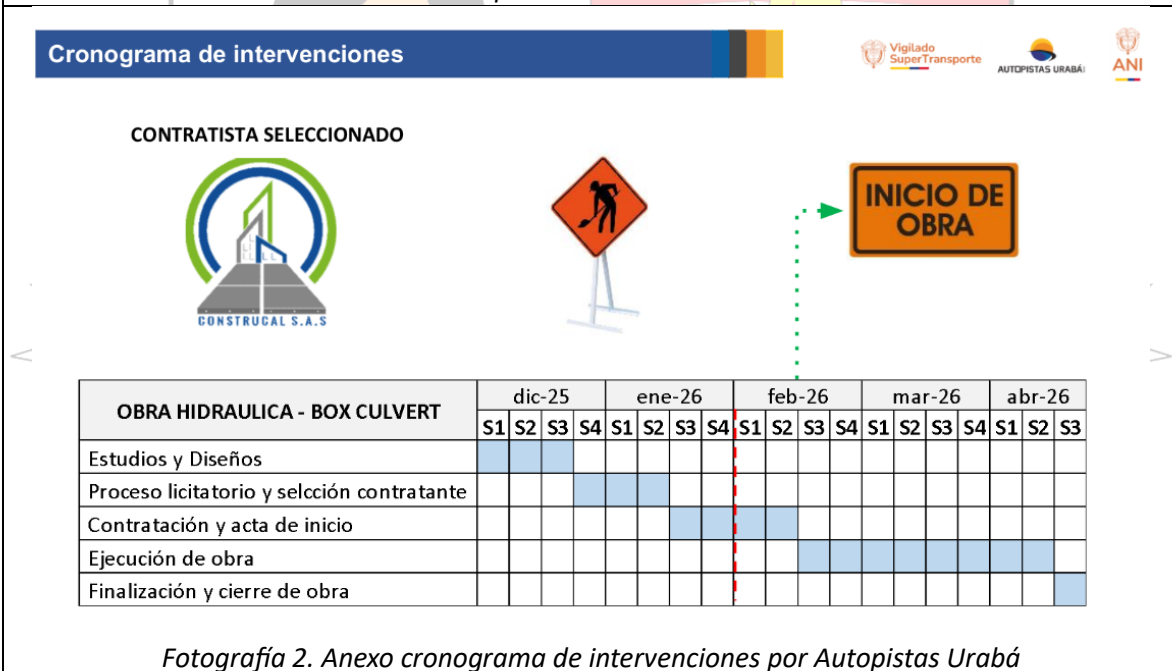 Cronograma de intervenciones
Vigilado
SuperTransporte
AUTOPISTAS URABÁ
ANI
CONTRATISTA SELECCIONADO
CONSTRUCAL S.A.S
INICIO DE
OBRA
OBRA HIDRAULICA - BOX CULVERT
dic-25 ene-26 feb-26 mar-26 abr-26
S1 S2 S3 S4 S1 S2 S3 S4 S1 S2 S3 S4 S1 S2 S3 S4 S1 S2 S3
Estudios y Diseños
Proceso licitatorio y selcción contratante
Contratación y acta de inicio
Ejecución de obra
Finalización y cierre de obra
Fotografía 2. Anexo cronograma de intervenciones por Autopistas Urabá